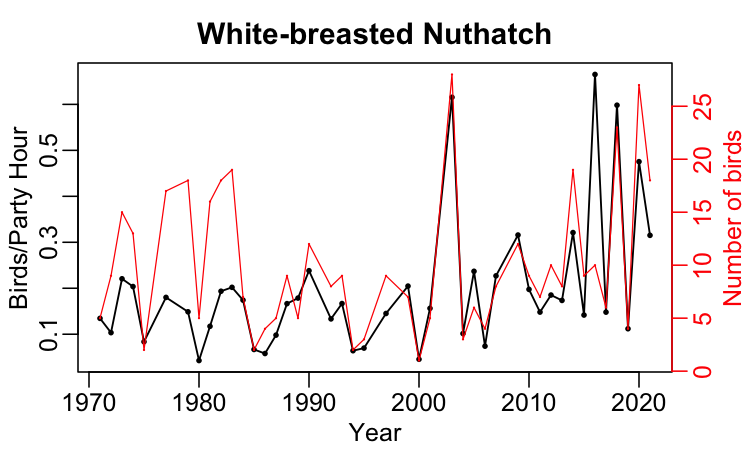 White-breasted Nuthatch
Birds/Party Hour
0.1
0.3
0.5
1970 1980 1990 2000 2010 2020
Year
0 5 10 15 20 25
Number of birds